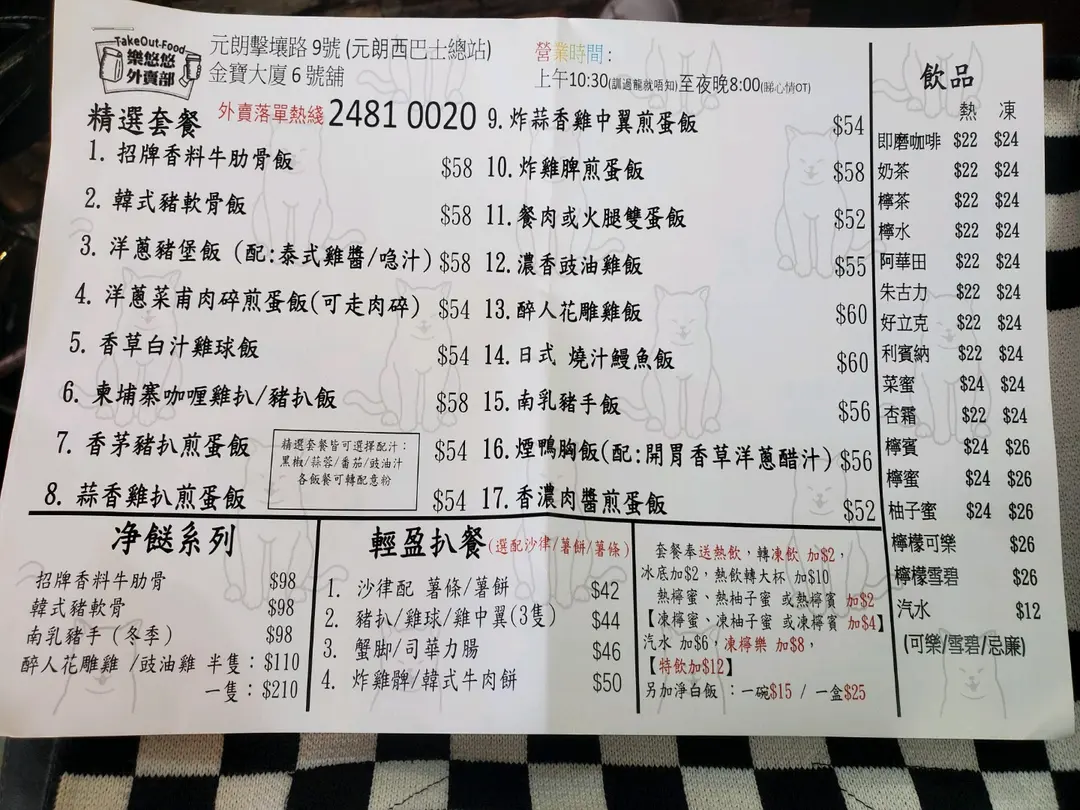 TakeOut-Food
樂悠悠
外賣部
元朗擊壤路 9號 (元朗西巴士總站)
金寶大廈 6 號舖
營業時間:
上午10:30(訓過龍就唔知)至夜晚8:00(睇心情OT)
外賣落單熱綫 2481 0020
精選套餐
1. 招牌香料牛肋骨飯 $58
2. 韓式豬軟骨飯 $58
3. 洋蔥豬堡飯 (配:泰式雞醬/喼汁) $58
4. 洋蔥菜甫肉碎煎蛋飯(可走肉碎) $54
5. 香草白汁雞球飯 $54
6. 柬埔寨咖喱雞扒/豬扒飯 $58
7. 香茅豬扒煎蛋飯 $54
8. 蒜香雞扒煎蛋飯 $54
精選套餐皆可選擇配汁:
黑椒/蒜蓉/番茄/豉油汁
各飯餐可轉配意粉
9. 炸蒜香雞中翼煎蛋飯 $54
10. 炸雞脾煎蛋飯 $58
11. 餐肉或火腿雙蛋飯 $52
12. 濃香豉油雞飯 $55
13. 醉人花雕雞飯 $60
14. 日式 燒汁鰻魚飯 $60
15. 南乳豬手飯 $56
16. 煙鴨胸飯(配:開胃香草洋蔥醋汁) $56
17. 香濃肉醬煎蛋飯 $52
飲品
熱 凍
即磨咖啡 $22 $24
奶茶 $22 $24
檸茶 $22 $24
檸水 $22 $24
阿華田 $22 $24
朱古力 $22 $24
好立克 $22 $24
利賓納 $22 $24
菜蜜 $24 $24
杏霜 $22 $24
檸賓 $24 $26
檸蜜 $24 $26
柚子蜜 $24 $26
檸檬可樂 $26
檸檬雪碧 $26
汽水 $12
(可樂/雪碧/忌廉)
净餸系列
招牌香料牛肋骨 $98
韓式豬軟骨 $98
南乳豬手 (冬季) $98
醉人花雕雞 /豉油雞 半隻: $110
一隻: $210
輕盈扒餐(選配沙律/薯餅/薯條)
1. 沙律配 薯條/薯餅 $42
2. 豬扒/雞球/雞中翼(3隻) $44
3. 蟹脚/司華力腸 $46
4. 炸雞髀/韓式牛肉餅 $50
套餐奉送熱飲，轉凍飲 加$2，
冰底加$2，熱飲轉大杯 加$10
熱檸蜜、熱柚子蜜 或熱檸賓 加$2
【凍檸蜜、凍柚子蜜 或凍檸賓 加$4】
汽水 加$6，凍檸樂 加$8，
【特飲加$12】
另加淨白飯 : 一碗$15 / 一盒$25